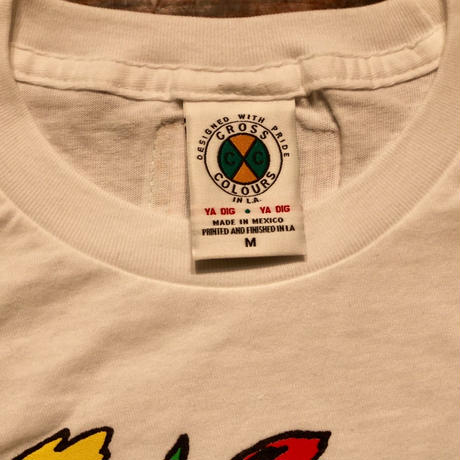 DESIGNED WITH PRIDE
CROSS
C C
COLOURS
IN L.A.
YA DIG • YA DIG
MADE IN MEXICO
PRINTED AND FINISHED IN LA
M